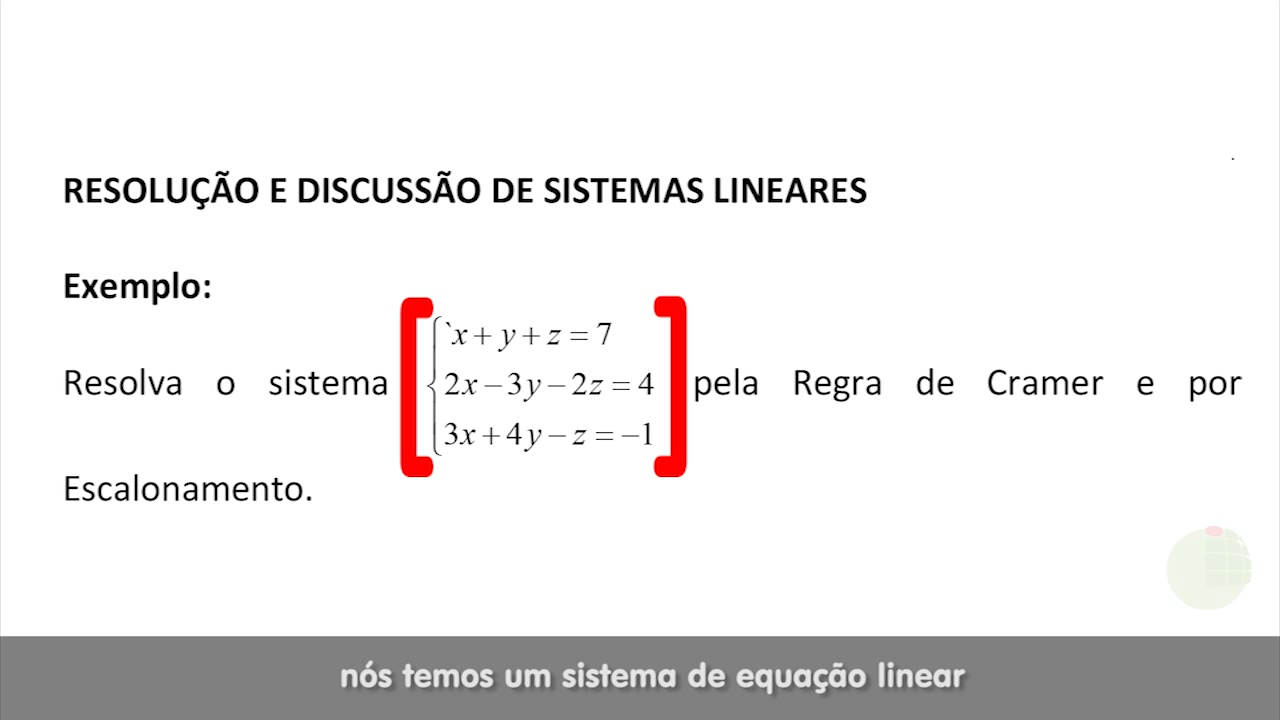 RESOLUÇÃO E DISCUSSÃO DE SISTEMAS LINEARES
Exemplo:
`x + y + z = 7
Resolva o sistema 2x − 3y − 2z = 4 pela Regra de Cramer e por
3x + 4y − z = −1
Escalonamento.
nós temos um sistema de equação linear